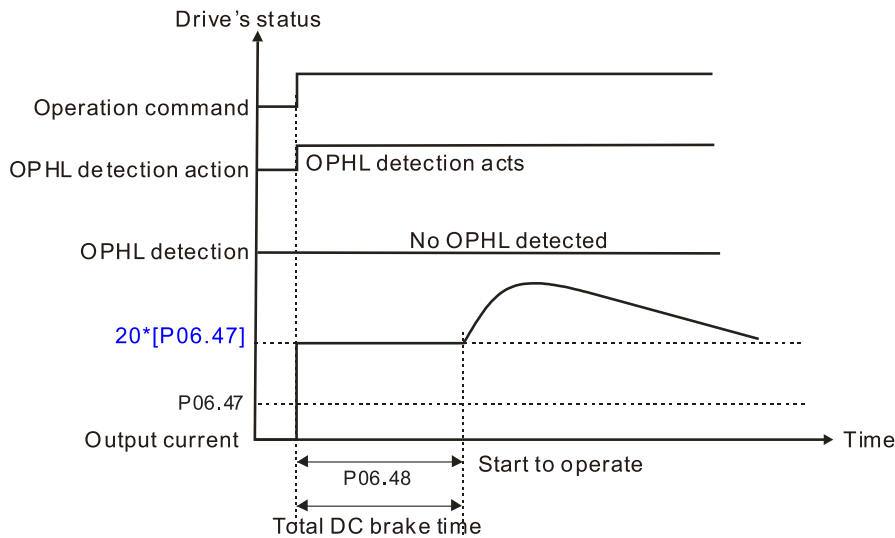 Drive's status
Operation command
OPHL detection action
OPHL detection acts
OPHL detection
No OPHL detected
20*[P06.47]
P06.47
Output current
Time
P06.48
Start to operate
Total DC brake time